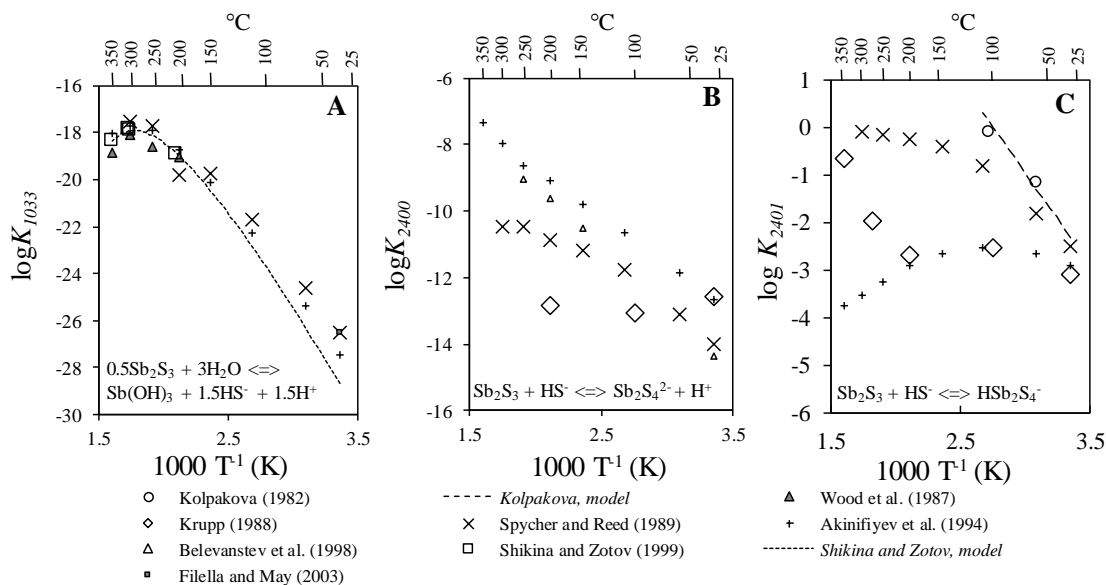 °C
350
300
250
200
150
100
50
25
A
-16
-18
-20
-22
-24
-26
-28
-30
logK1033
0.5Sb2S3 + 3H2O <=>
Sb(OH)3 + 1.5HS- + 1.5H+
1.5
2.5
3.5
1000 T-1 (K)
°C
350
300
250
200
150
100
50
25
B
-6
-8
-10
-12
-14
-16
logK2400
Sb2S3 + HS- <=> Sb2S42- + H+
1.5
2.5
3.5
1000 T-1 (K)
°C
350
300
250
200
150
100
50
25
C
1
0
-1
-2
-3
-4
-5
-6
log K2401
Sb2S3 + HS- <=> HSb2S4-
1.5
2.5
3.5
1000 T-1 (K)
Kolpakova (1982)
Krupp (1988)
Belevanstev et al. (1998)
Filella and May (2003)
Kolpakova, model
Spycher and Reed (1989)
Shikina and Zotov (1999)
Wood et al. (1987)
Akinifiyev et al. (1994)
Shikina and Zotov, model